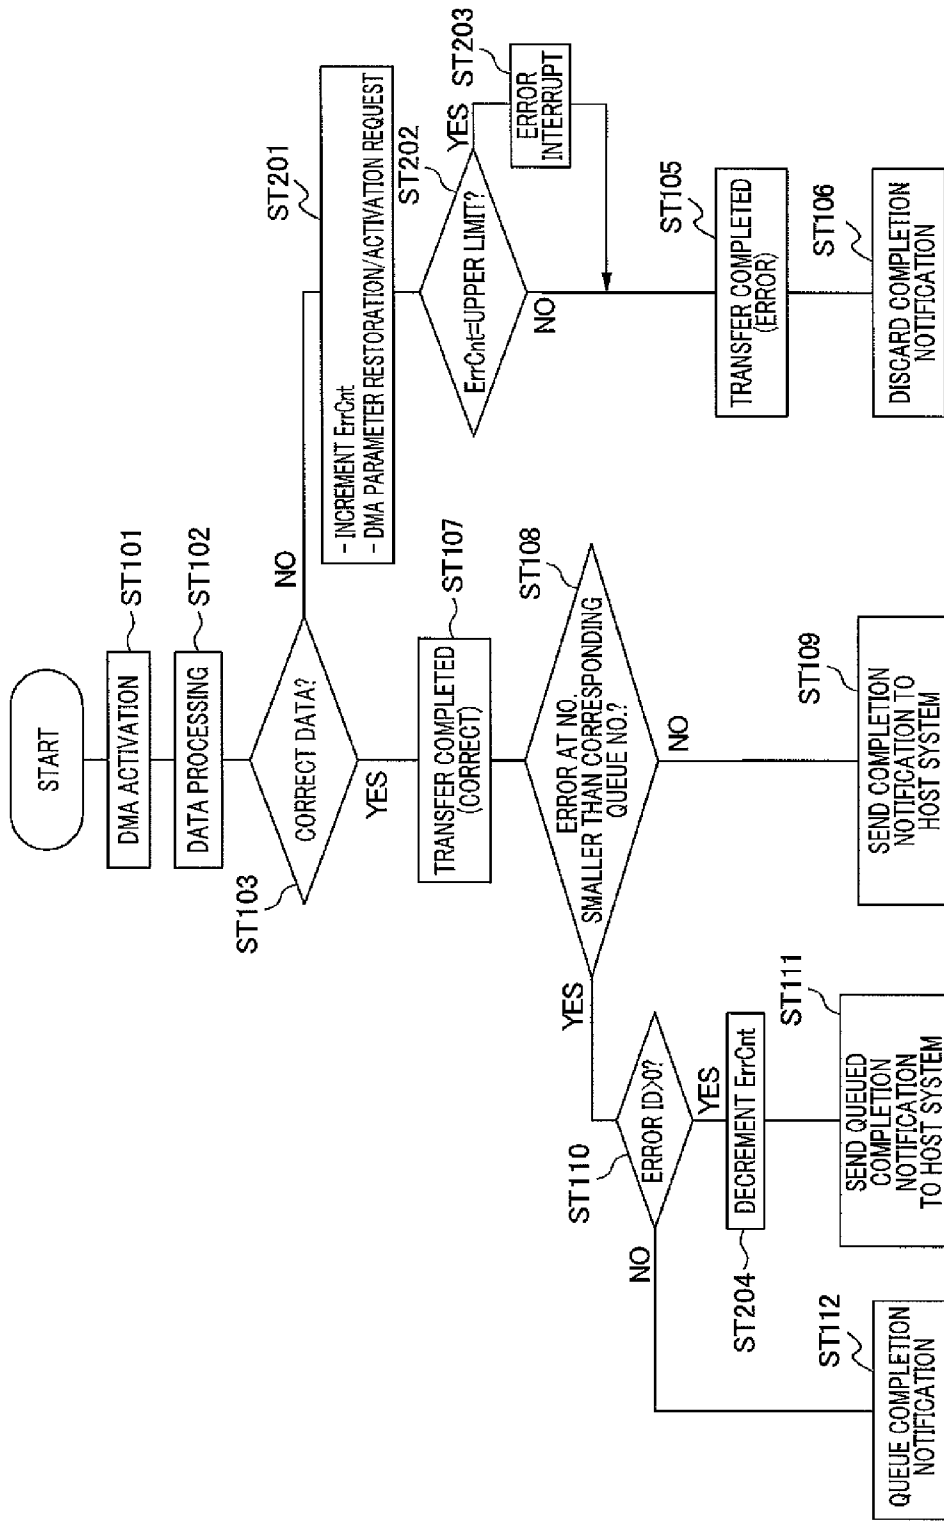 START
DMA ACTIVATION
ST101
DATA PROCESSING
ST102
CORRECT DATA?
ST103
NO
YES
- INCREMENT ErrCnt
- DMA PARAMETER RESTORATION/ACTIVATION REQUEST
ST201
ErrCnt=UPPER LIMIT?
ST202
YES
NO
ERROR
INTERRUPT
ST203
TRANSFER COMPLETED
(ERROR)
ST105
DISCARD COMPLETION
NOTIFICATION
ST106
TRANSFER COMPLETED
(CORRECT)
ST107
ERROR AT NO.
SMALLER THAN CORRESPONDING
QUEUE NO.?
ST108
YES
NO
SEND COMPLETION
NOTIFICATION TO
HOST SYSTEM
ST109
ERROR ID>0?
ST110
NO
YES
DECREMENT ErrCnt
ST204
SEND QUEUED
COMPLETION
NOTIFICATION
TO HOST SYSTEM
ST111
QUEUE COMPLETION
NOTIFICATION
ST112